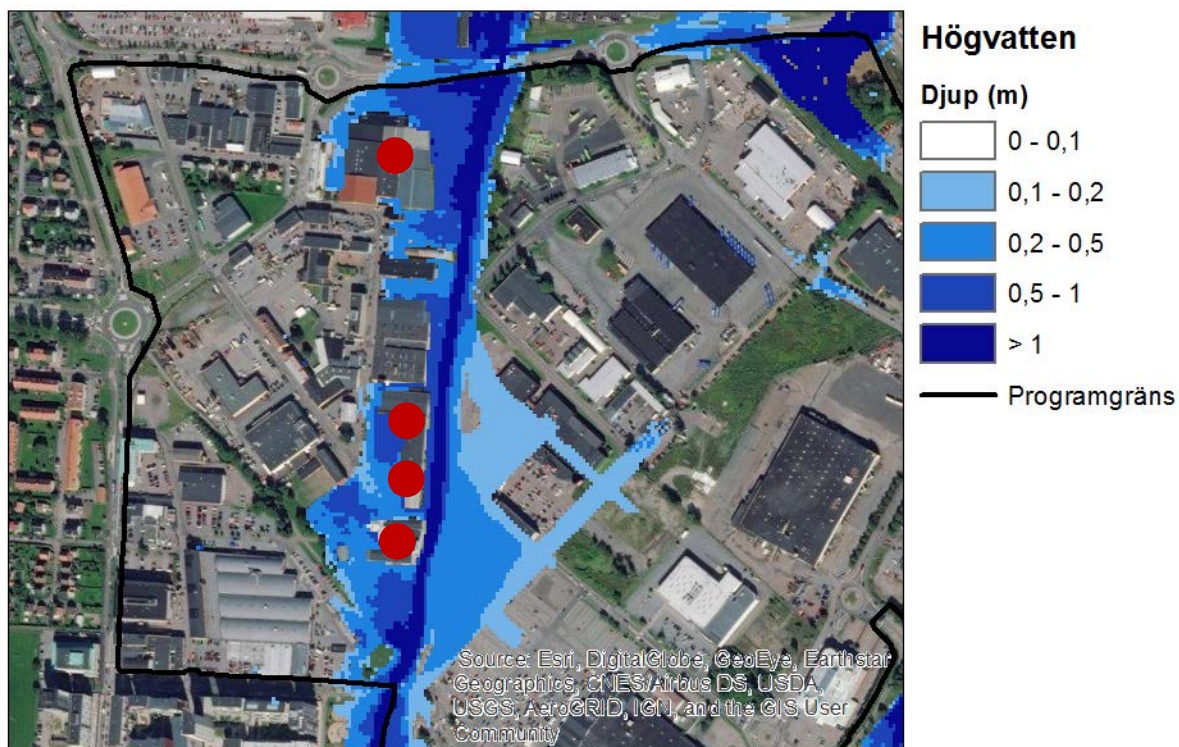 Högvatten
Djup (m)
0 - 0,1
0,1 - 0,2
0,2 - 0,5
0,5 - 1
> 1
Programgräns
Source: Esri, DigitalGlobe, GeoEye, Earthstar
Geographics, CNES/Airbus DS, USDA,
USGS, AeroGRID, IGN, and the GIS User
Community